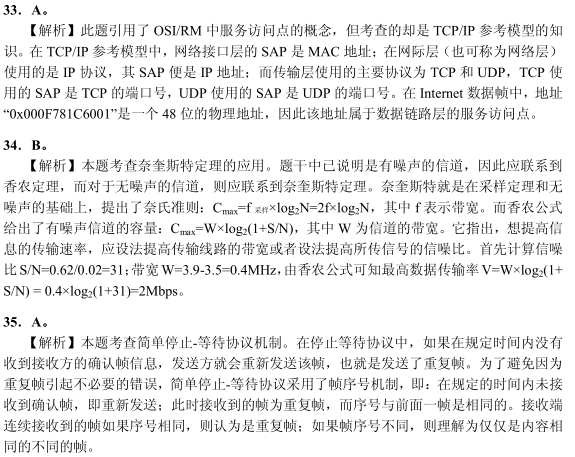 33．A。
【解析】此题引用了 OSI/RM 中服务访问点的概念，但考查的却是 TCP/IP 参考模型的知
识。在 TCP/IP 参考模型中，网络接口层的 SAP 是 MAC 地址；在网际层（也可称为网络层）
使用的是 IP 协议，其 SAP 便是 IP 地址；而传输层使用的主要协议为 TCP 和 UDP，TCP 使
用的 SAP 是 TCP 的端口号，UDP 使用的 SAP 是 UDP 的端口号。在 Internet 数据帧中，地址
“0x000F781C6001”是一个 48 位的物理地址，因此该地址属于数据链路层的服务访问点。
34．B。
【解析】本题考查奈奎斯特定理的应用。题干中已说明是有噪声的信道，因此应联系到
香农定理，而对于无噪声的信道，则应联系到奈奎斯特定理。奈奎斯特就是在采样定理和无
噪声的基础上，提出了奈氏准则：Cmax=f 采样×log2N=2f×log2N，其中 f 表示带宽。而香农公式
给出了有噪声信道的容量：Cmax=W×log2(1+S/N)，其中 W 为信道的带宽。它指出，想提高信
息的传输速率，应设法提高传输线路的带宽或者设法提高所传信号的信噪比。首先计算信噪
比 S/N=0.62/0.02=31；带宽 W=3.9-3.5=0.4MHz，由香农公式可知最高数据传输率 V=W×log2(1+
S/N) = 0.4×log2(1+31)=2Mbps。
35．A。
【解析】本题考查简单停止-等待协议机制。在停止等待协议中，如果在规定时间内没有
收到接收方的确认帧信息，发送方就会重新发送该帧，也就是发送了重复帧。为了避免因为
重复帧引起不必要的错误，简单停止-等待协议采用了帧序号机制，即：在规定的时间内未接
收到确认帧，即重新发送；此时接收到的帧为重复帧，而序号与前面一帧是相同的。接收端
连续接收到的帧如果序号相同，则认为是重复帧；如果帧序号不同，则理解为仅仅是内容相
同的不同的帧。